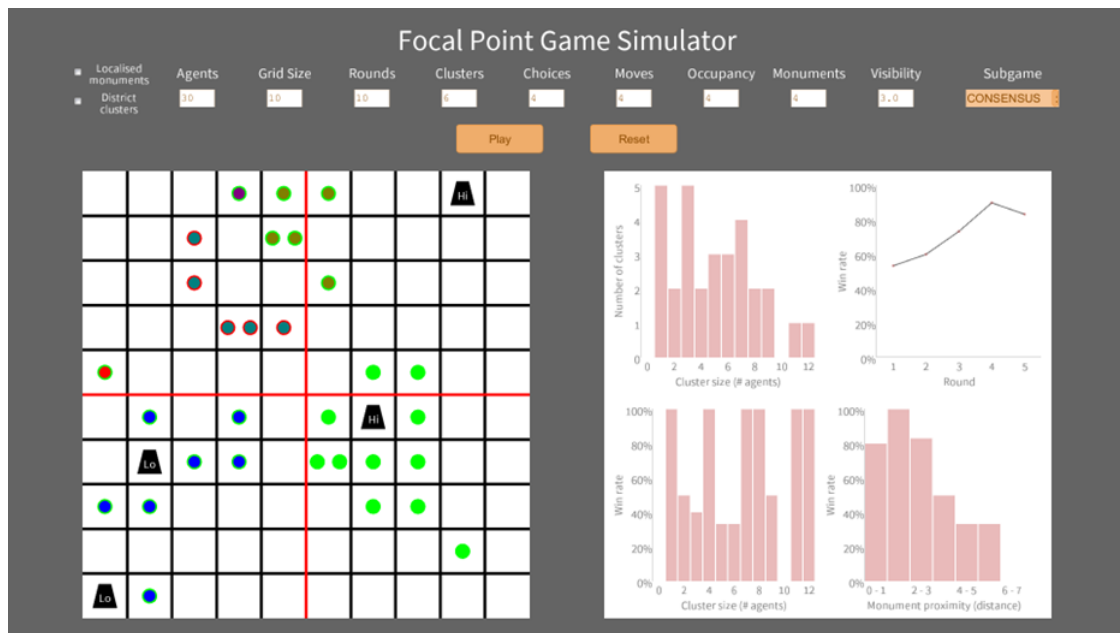 Focal Point Game Simulator
Localised
monuments
District
clusters
Agents Grid Size Rounds Clusters Choices Moves Occupancy Monuments Visibility Subgame
30 10 10 6 4 4 4 4 3.0 CONSENSUS
Play Reset
Hi
Hi
Lo
Lo
Number of clusters
5
4
3
2
1
0
0 2 4 6 8 10 12
Cluster size (# agents)
Win rate
100%
80%
60%
40%
20%
0%
1 2 3 4 5
Round
Win rate
100%
80%
60%
40%
20%
0%
0 2 4 6 8 10 12
Cluster size (# agents)
Win rate
100%
80%
60%
40%
20%
0%
0 - 1 2 - 3 4 - 5 6 - 7
Monument proximity (distance)